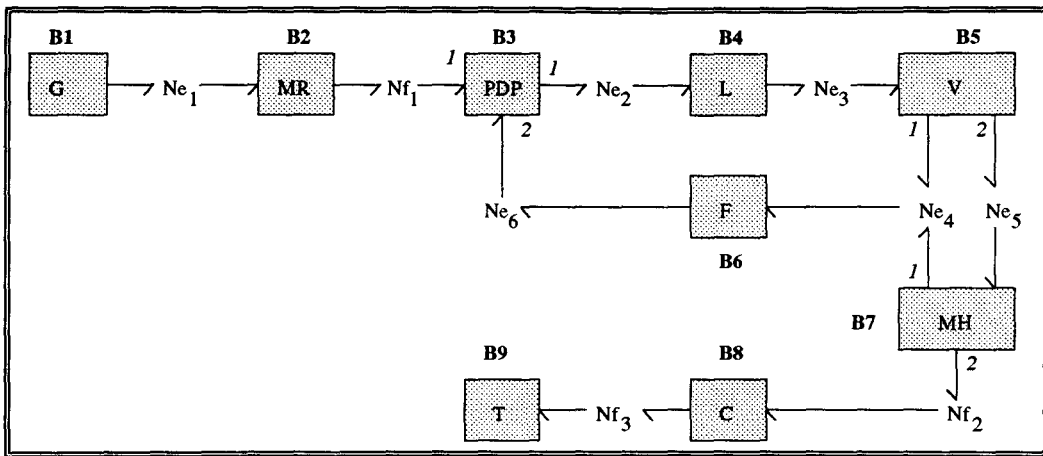 B1 B2 B3 B4 B5
G Ne1 MR Nf1 1 PDP 1 Ne2 L Ne3 V
2 1 2
Ne6 F Ne4 Ne5
B6
1
B7 MH
B9 B8 2
T Nf3 C Nf2